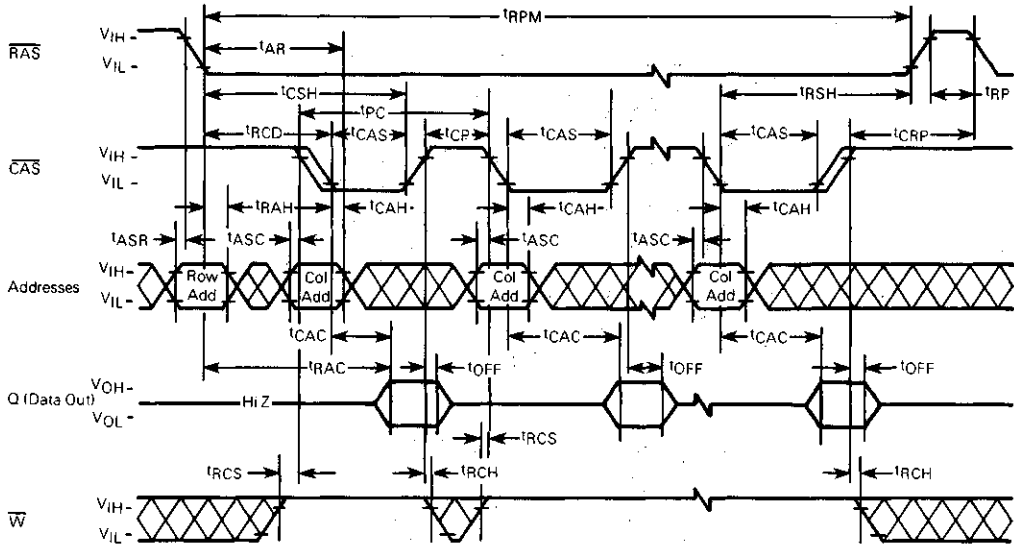 tRPM
tAR
VIH
RAS
VIL
tCSH
tPC
tRSH
tRP
tRCD
tCAS
tCP
tCAS
tCAS
tCRP
VIH
CAS
VIL
tRAH
tCAH
tCAH
tCAH
tASR
tASC
tASC
tASC
Addresses
VIH
VIL
Row Add
Col Add
Col Add
Col Add
tCAC
tCAC
tCAC
tRAC
tOFF
tOFF
tOFF
VOH
Q (Data Out)
VOL
Hi Z
tRCS
tRCS
tRCH
tRCH
W
VIH
VIL